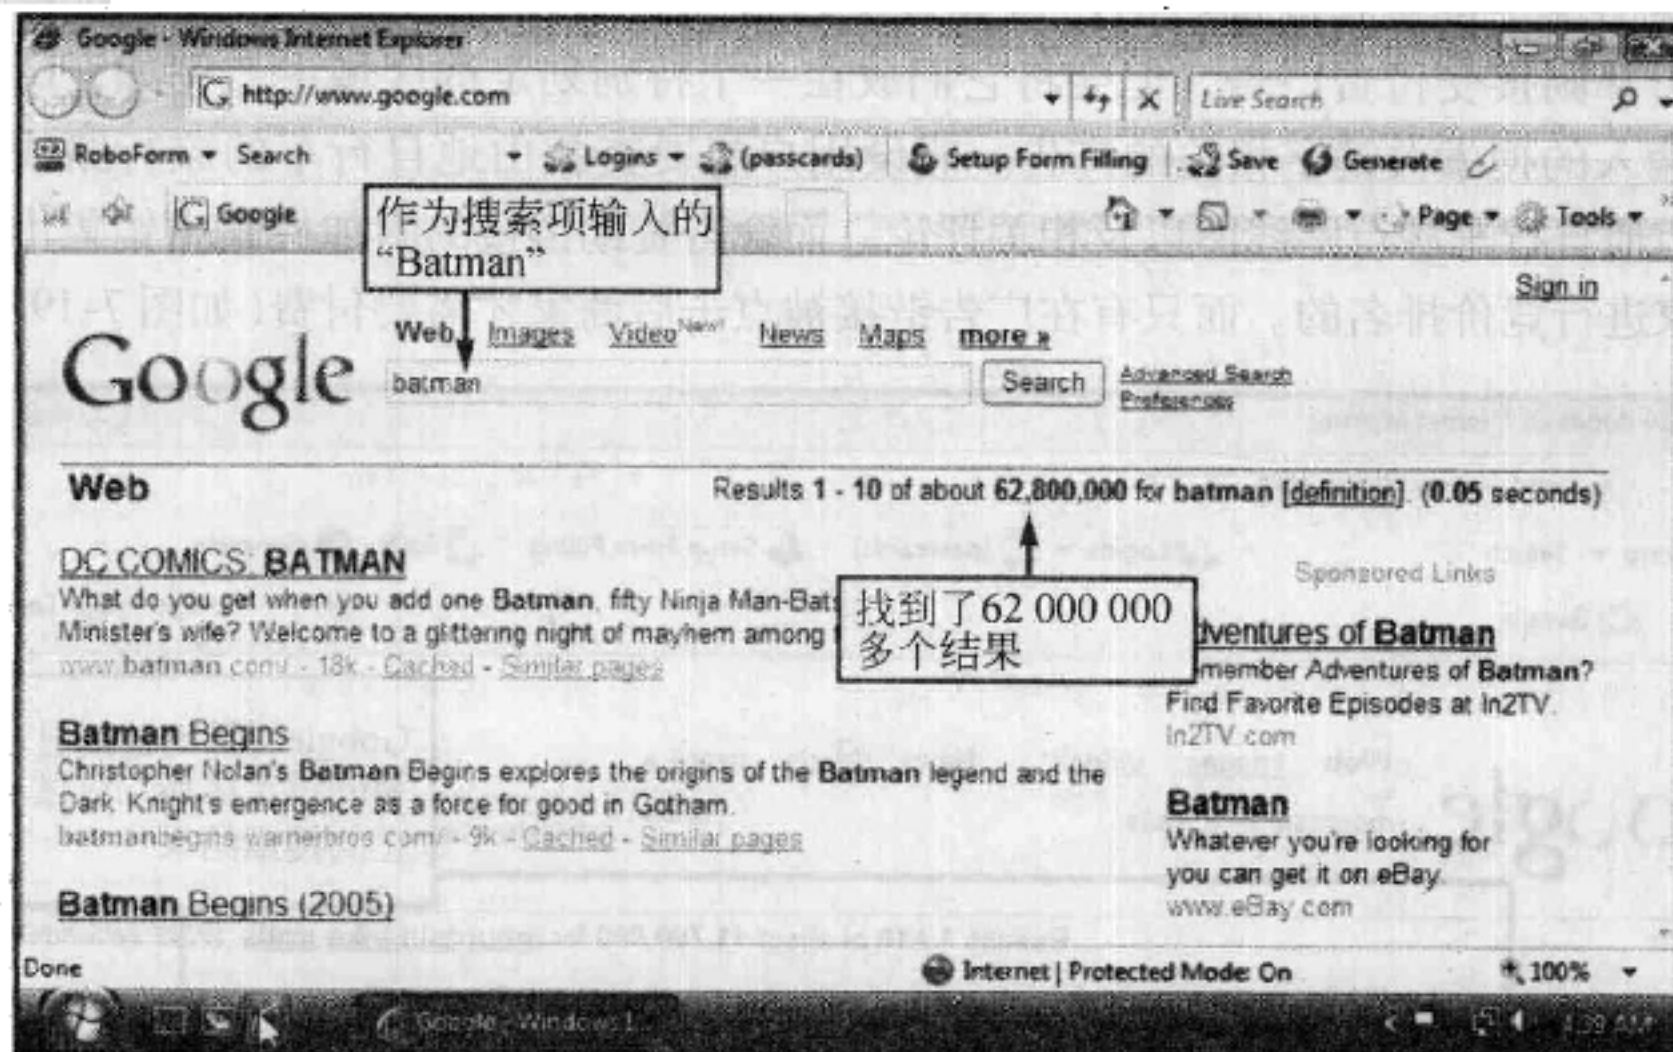 Google - Windows Internet Explorer
http://www.google.com
Live Search
RoboForm Search Logins (passcards) Setup Form Filling Save Generate
Google
Page Tools
作为搜索项输入的
“Batman”
Sign in
Web Images Video New! News Maps more »
Google
batman
Search
Advanced Search
Preferences
Web
Results 1 - 10 of about 62,800,000 for batman [definition]. (0.05 seconds)
DC COMICS: BATMAN
What do you get when you add one Batman, fifty Ninja Man-Bats
Minister's wife? Welcome to a glittering night of mayhem among
www.batman.com/ - 18k - Cached - Similar pages
找到了62 000 000
多个结果
Batman Begins
Christopher Nolan's Batman Begins explores the origins of the Batman legend and the
Dark Knight's emergence as a force for good in Gotham.
batmanbegins.warnerbros.com/ - 9k - Cached - Similar pages
Batman Begins (2005)
Sponsored Links
dventures of Batman
member Adventures of Batman?
Find Favorite Episodes at In2TV.
In2TV.com
Batman
Whatever you're looking for
you can get it on eBay.
www.eBay.com
Done
Internet | Protected Mode: On
100%
Google - Windows I...